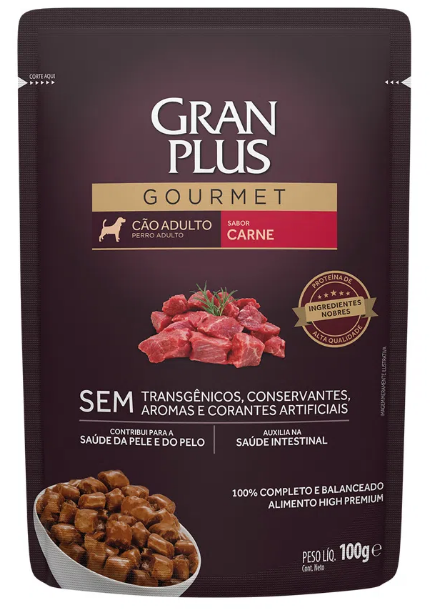 CORTE AQUI
GRAN
PLUS
GOURMET
CÃO ADULTO
PERRO ADULTO
SABOR
CARNE
PROTEÍNA DE
INGREDIENTES
NOBRES
ALTA QUALIDADE
IMAGEM MERAMENTE ILUSTRATIVA
SEM TRANSGÊNICOS, CONSERVANTES,
AROMAS E CORANTES ARTIFICIAIS
CONTRIBUI PARA A
SAÚDE DA PELE E DO PELO
AUXILIA NA
SAÚDE INTESTINAL
100% COMPLETO E BALANCEADO
ALIMENTO HIGH PREMIUM
PESO LÍQ. 100g e
Cont. Neto